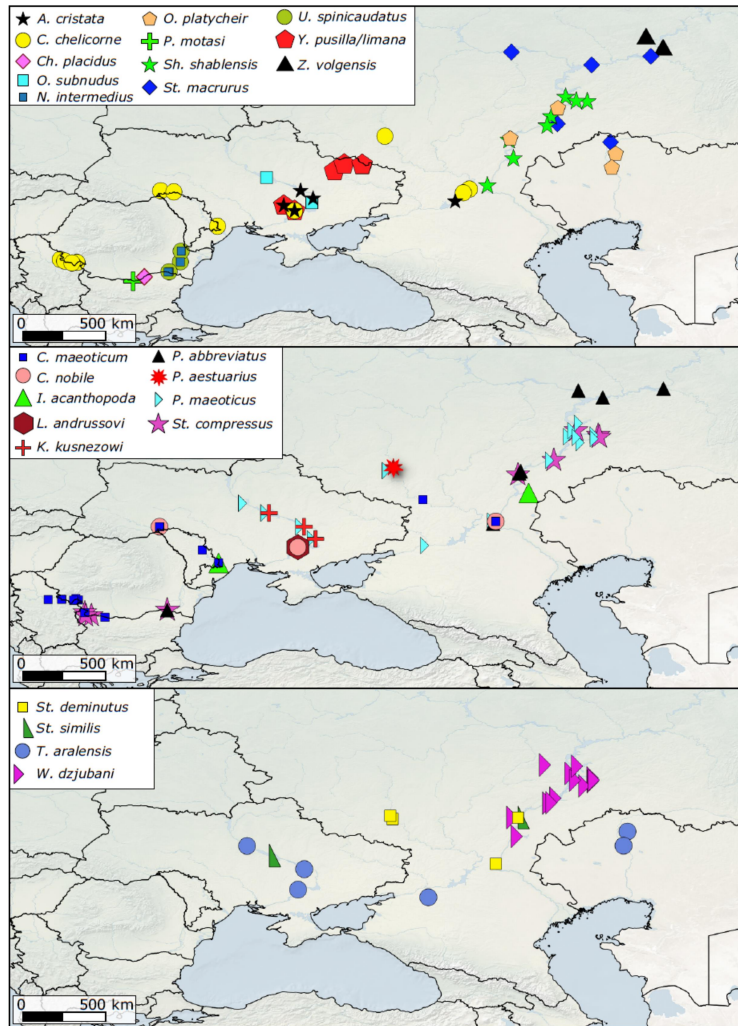 A. cristata
C. chelicorne
Ch. placidus
O. subnudus
N. intermedius
O. platycheir
P. motasi
Sh. shablensis
St. macrurus
U. spinicaudatus
Y. pusilla/limana
Z. volgensis
0 500 km
C. maeoticum
C. nobile
I. acanthopoda
L. andrussovi
K. kusnezowi
P. abbreviatus
P. aestuarius
P. maeoticus
St. compressus
0 500 km
St. deminutus
St. similis
T. aralensis
W. dzjubani
0 500 km